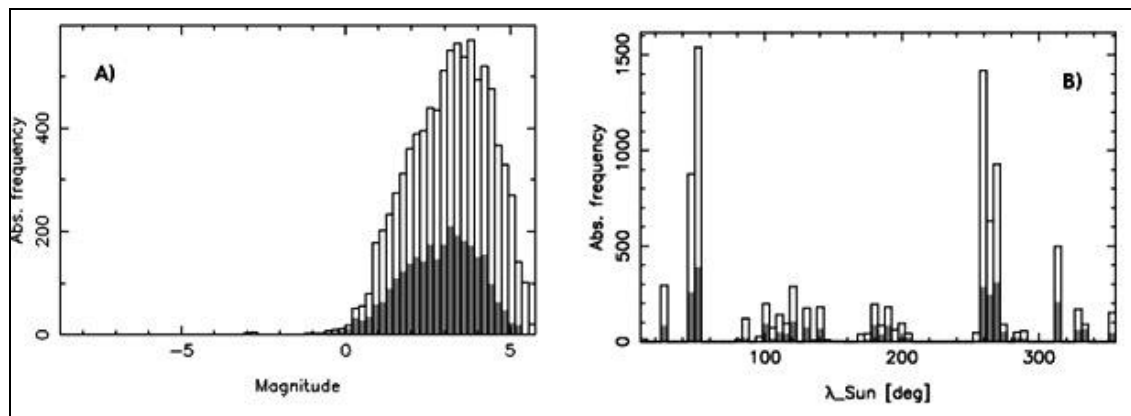 A)
Abs. frequency
400
200
0
−5
0
5
Magnitude
B)
Abs. frequency
1500
1000
500
0
100
200
300
λ_Sun [deg]